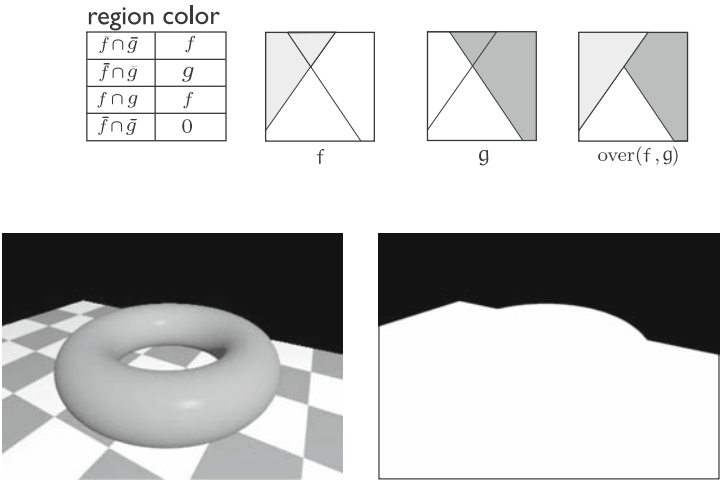 region color
f ∩ ḡ f
f̄ ∩ ḡ g
f ∩ g f
f̄ ∩ ḡ 0
f
g
over(f,g)